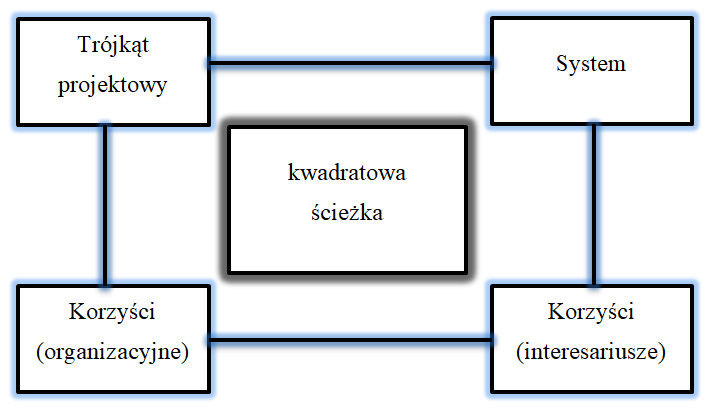 Trójkąt
projektowy
System
kwadratowa
ścieżka
Korzyści
(organizacyjne)
Korzyści
(interesariusze)